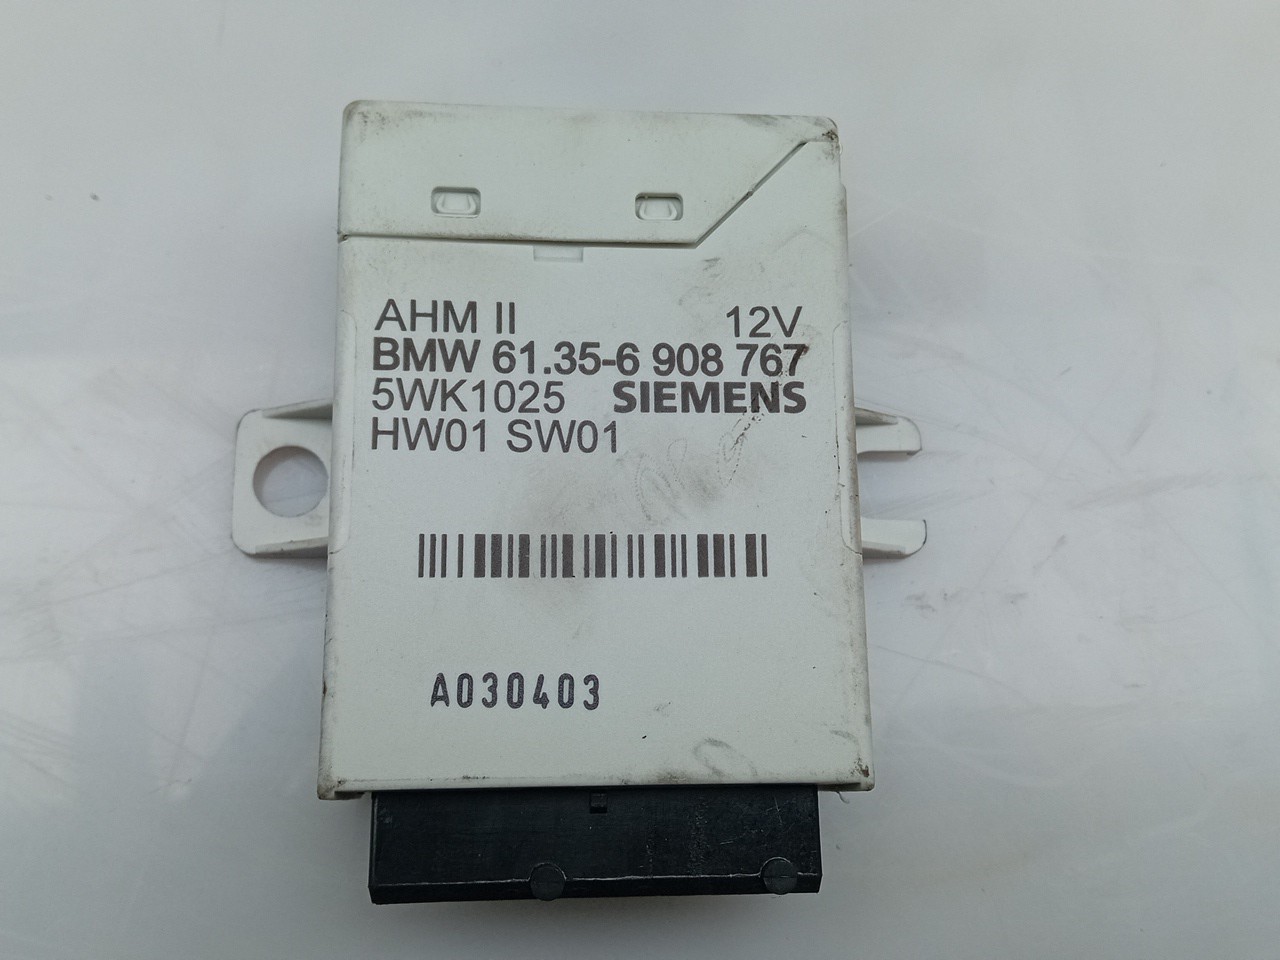 AHM II 12V
BMW 61.35-6 908 767
5WK1025 SIEMENS
HW01 SW01
A030403